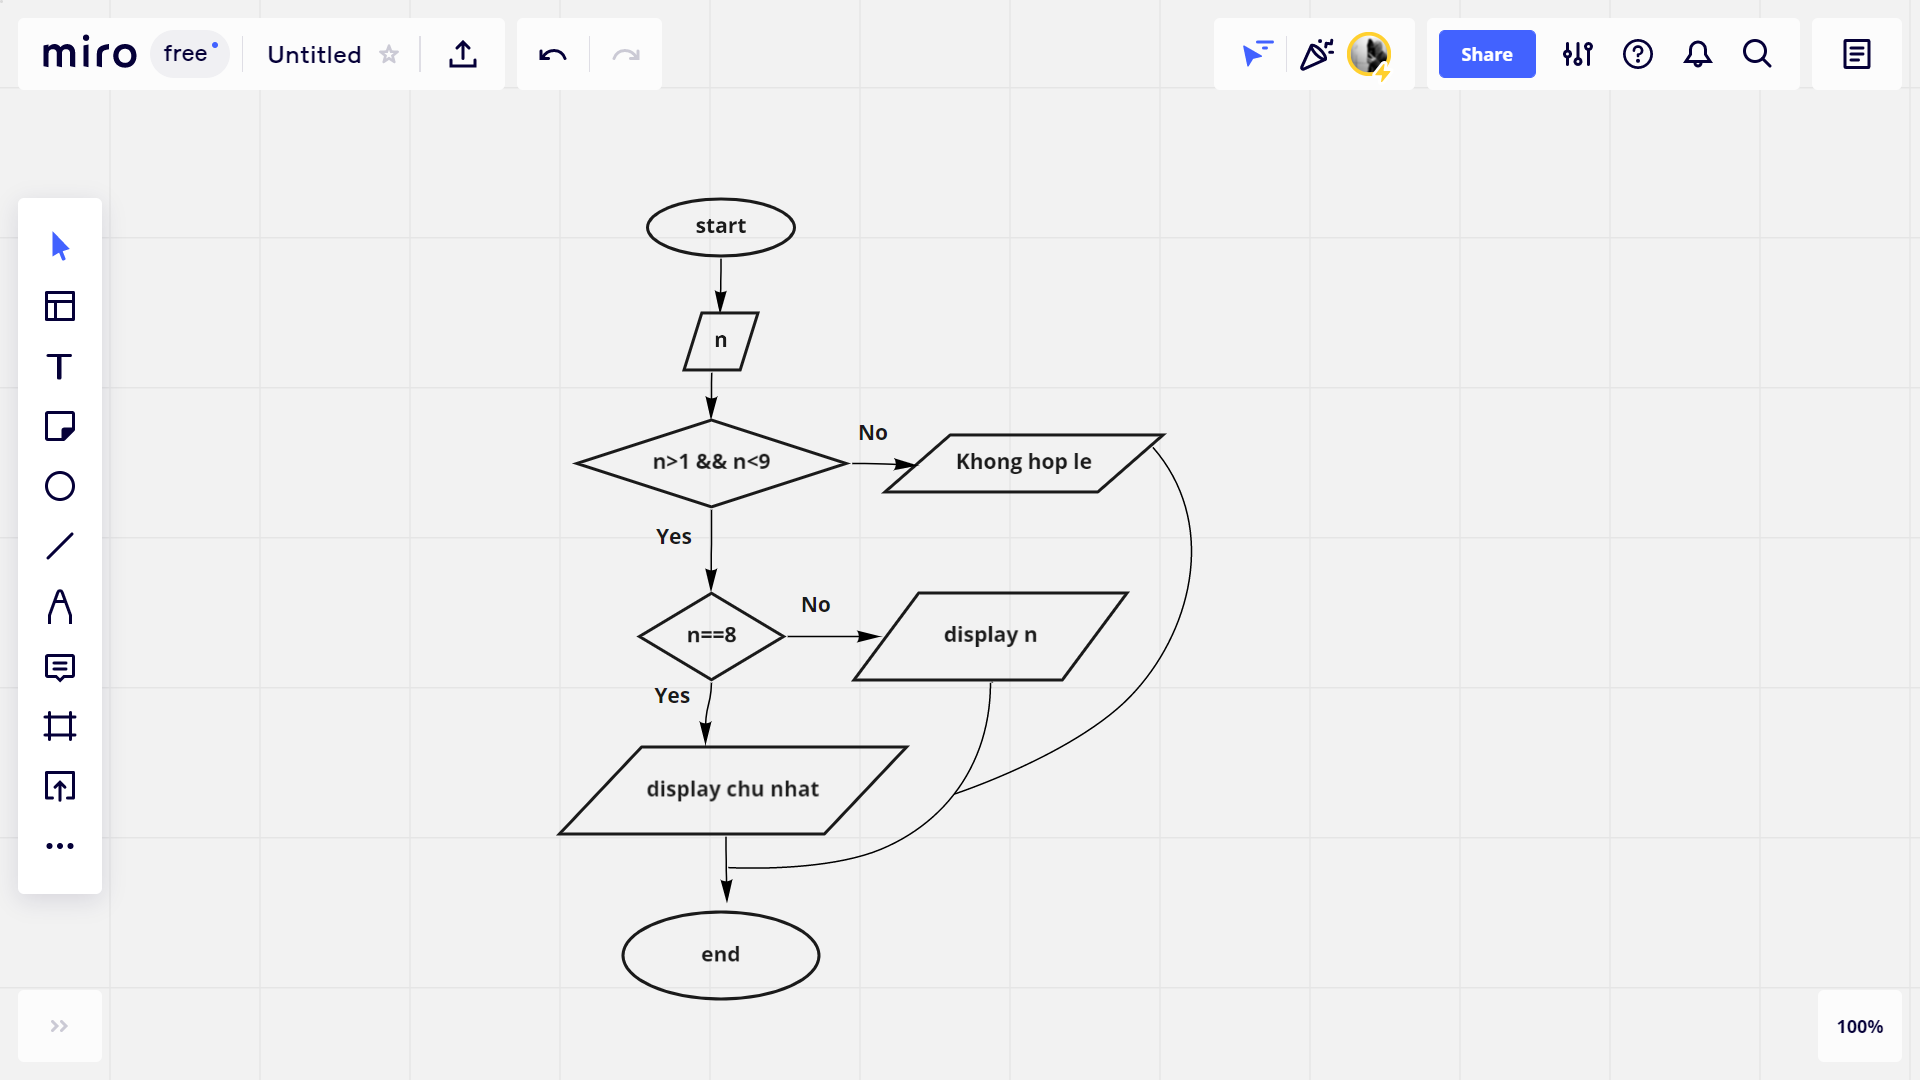 miro free Untitled Share
start
n
n>1 && n<9
No
Khong hop le
Yes
n==8
No
display n
Yes
display chu nhat
end
100%